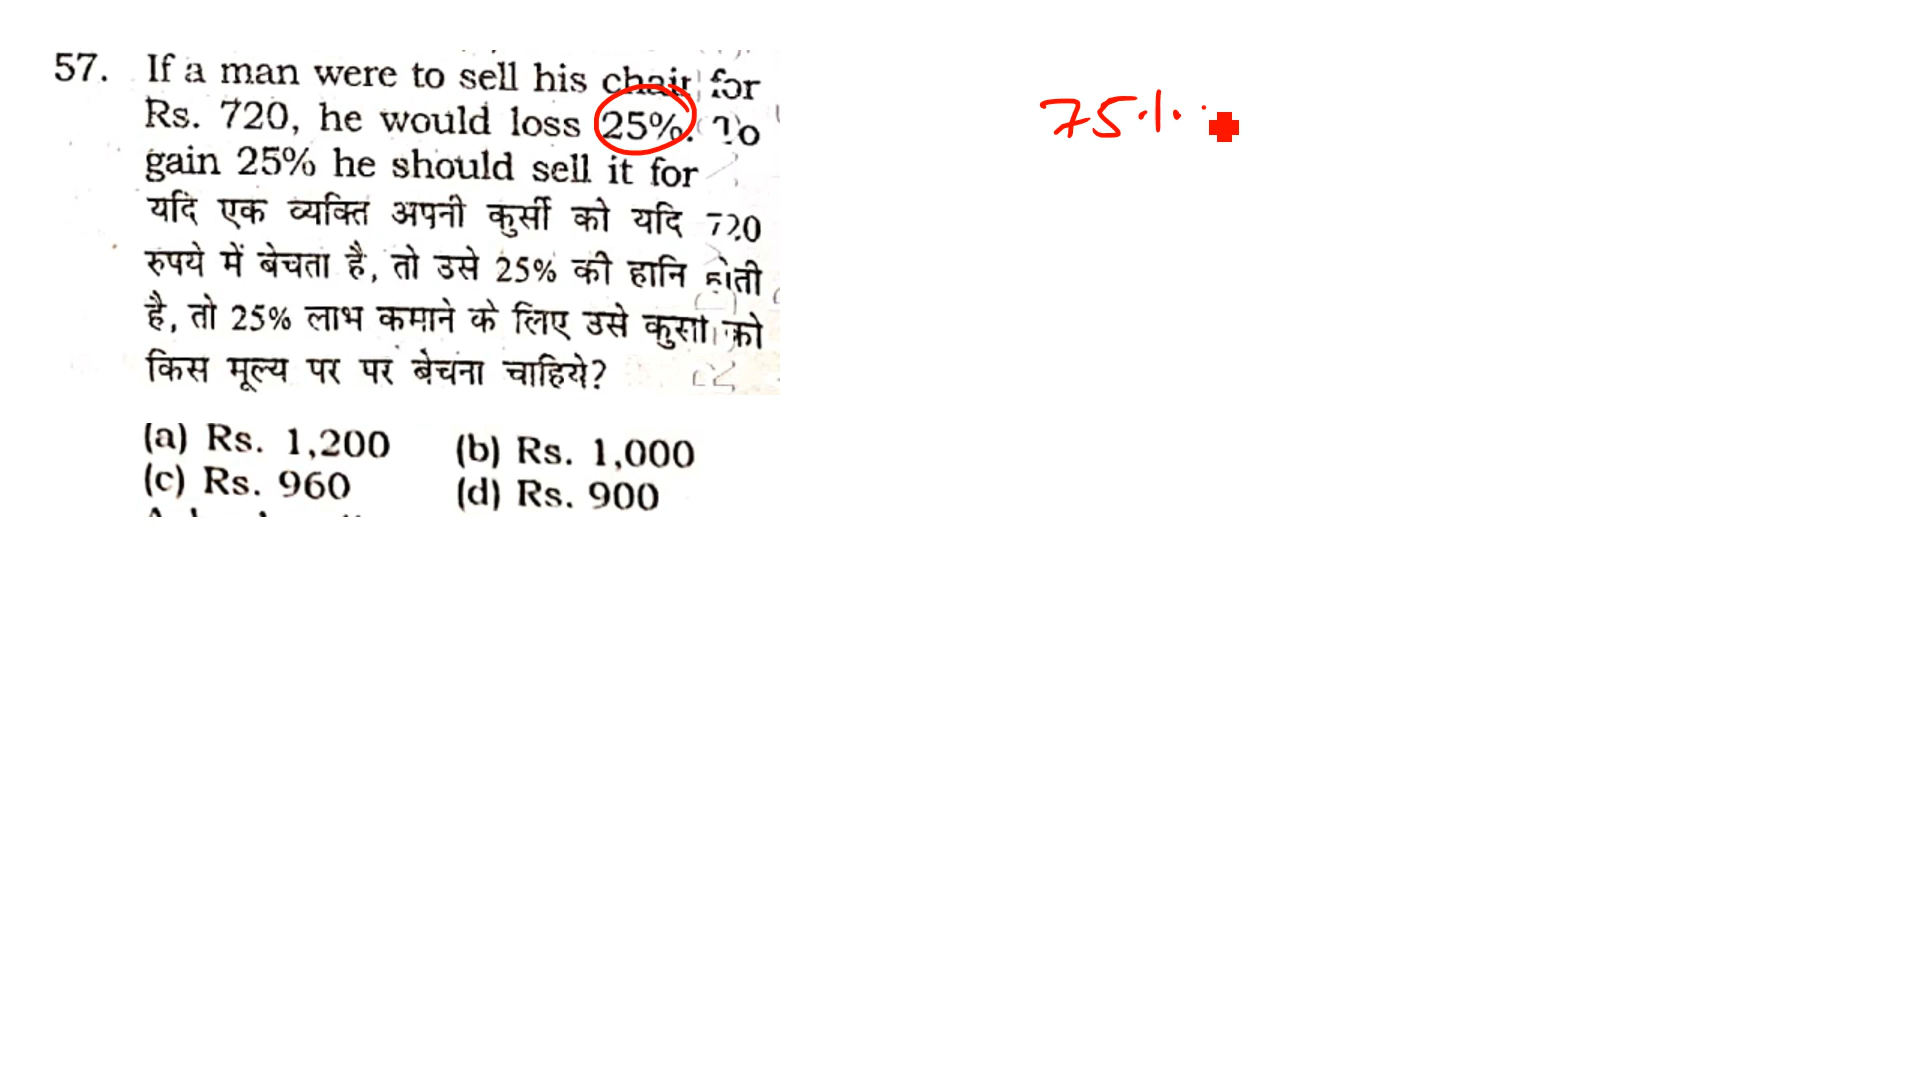 57. If a man were to sell his chair for
Rs. 720, he would loss 25%. To
gain 25% he should sell it for
यदि एक व्यक्ति अपनी कुर्सी को यदि 720
रुपये में बेचता है, तो उसे 25% की हानि होती
है, तो 25% लाभ कमाने के लिए उसे कुर्सी को
किस मूल्य पर पर बेचना चाहिये?
(a) Rs. 1,200 (b) Rs. 1,000
(c) Rs. 960 (d) Rs. 900
75%